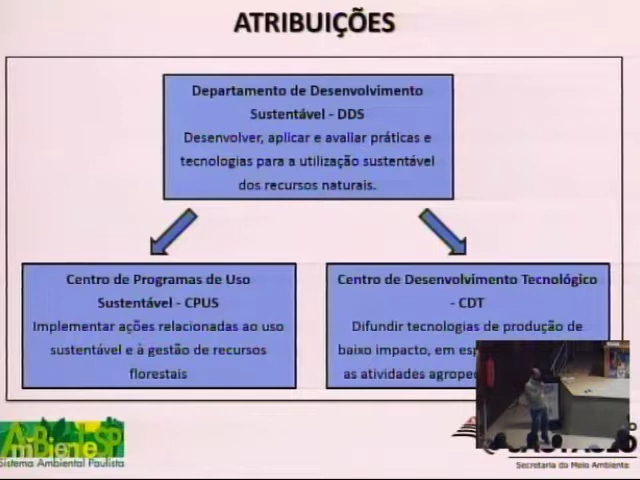 ATRIBUIÇÕES
Departamento de Desenvolvimento
Sustentável - DDS
Desenvolver, aplicar e avaliar práticas e
tecnologias para a utilização sustentável
dos recursos naturais.
Centro de Programas de Uso
Sustentável - CPUS
Implementar ações relacionadas ao uso
sustentável e à gestão de recursos
florestais
Centro de Desenvolvimento Tecnológico
- CDT
Difundir tecnologias de produção de
baixo impacto, em
as atividades
AmBienteSP
Sistema Ambiental Paulista
Secretaria do Meio Ambiente